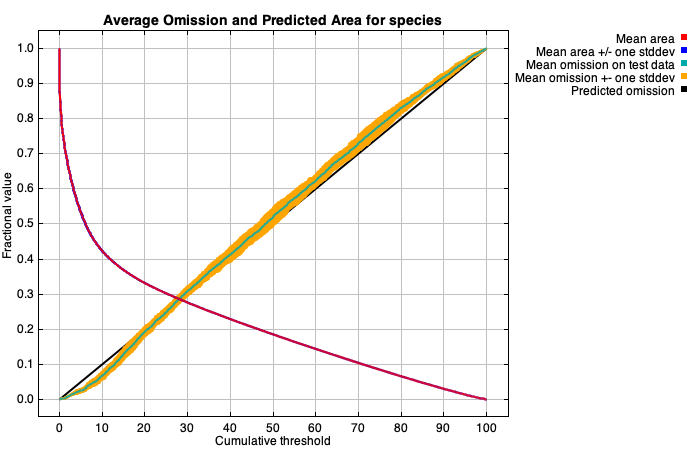 Average Omission and Predicted Area for species
Mean area
Mean area +/- one stddev
Mean omission on test data
Mean omission +- one stddev
Predicted omission
Fractional value
1.0
0.9
0.8
0.7
0.6
0.5
0.4
0.3
0.2
0.1
0.0
0 10 20 30 40 50 60 70 80 90 100
Cumulative threshold